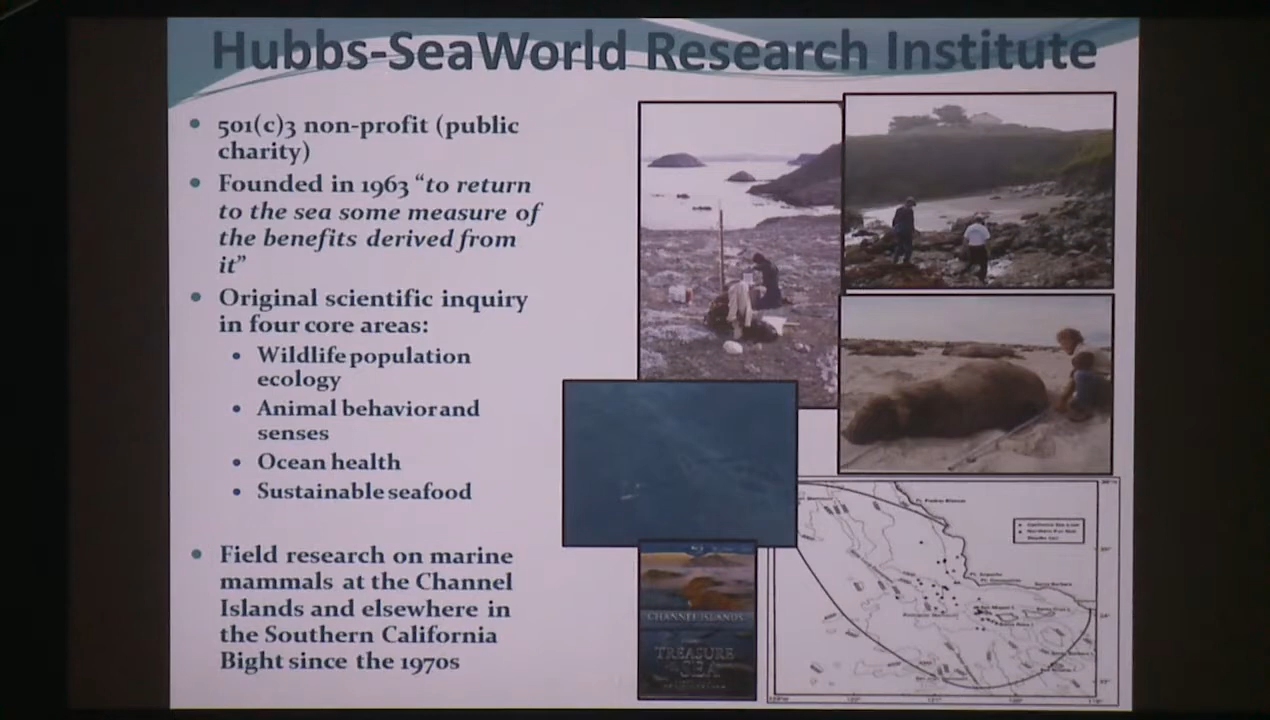 Hubbs-SeaWorld Research Institute
• 501(c)3 non-profit (public
charity)
• Founded in 1963 “to return
to the sea some measure of
the benefits derived from
it”
• Original scientific inquiry
in four core areas:
• Wildlife population
ecology
• Animal behavior and
senses
• Ocean health
• Sustainable seafood
• Field research on marine
mammals at the Channel
Islands and elsewhere in
the Southern California
Bight since the 1970s
CHANNEL ISLANDS
TREASURE
SEA